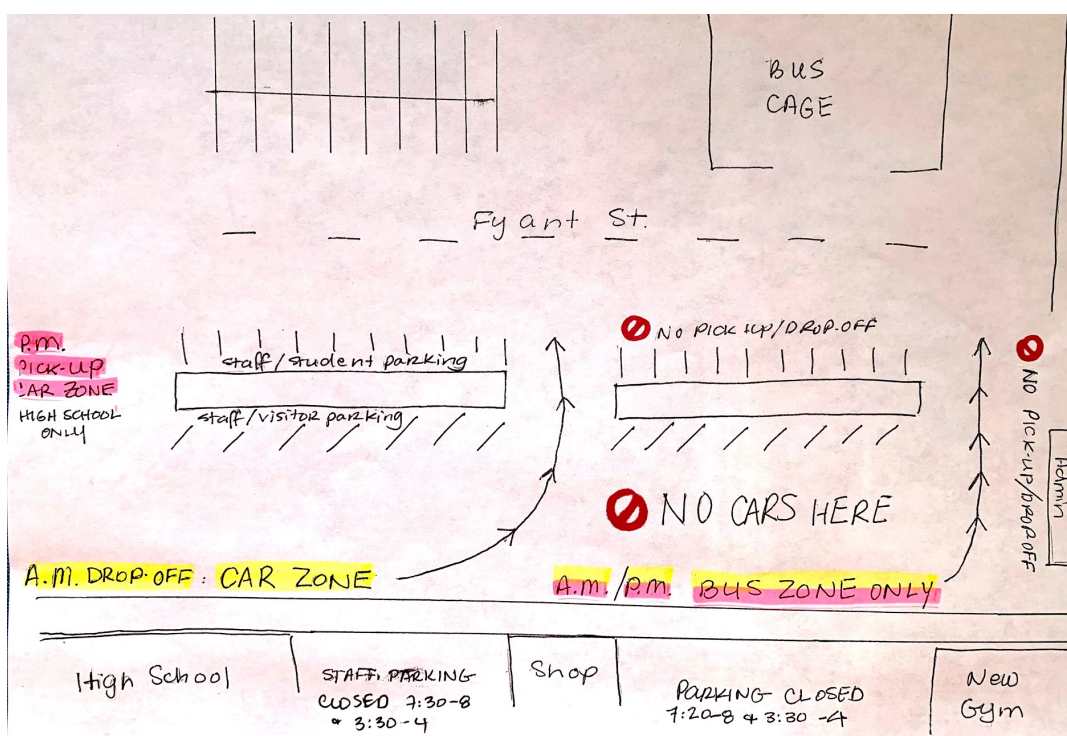 BUS
CAGE
Fyant St.
P.M.
PICK-UP
CAR ZONE
HIGH SCHOOL
ONLY
staff/student parking
staff/visitor parking
NO PICK UP/DROP-OFF
NO PICK-UP/DROP OFF
Admin
NO CARS HERE
A.M. DROP-OFF: CAR ZONE
A.M./P.M. BUS ZONE ONLY
High School
STAFF PARKING
CLOSED 7:30-8
& 3:30-4
Shop
PARKING CLOSED
7:20-8 & 3:30-4
New
Gym